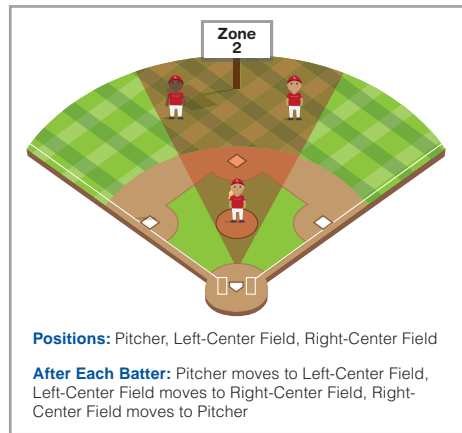 Zone
2
Positions: Pitcher, Left-Center Field, Right-Center Field
After Each Batter: Pitcher moves to Left-Center Field,
Left-Center Field moves to Right-Center Field, Right-
Center Field moves to Pitcher